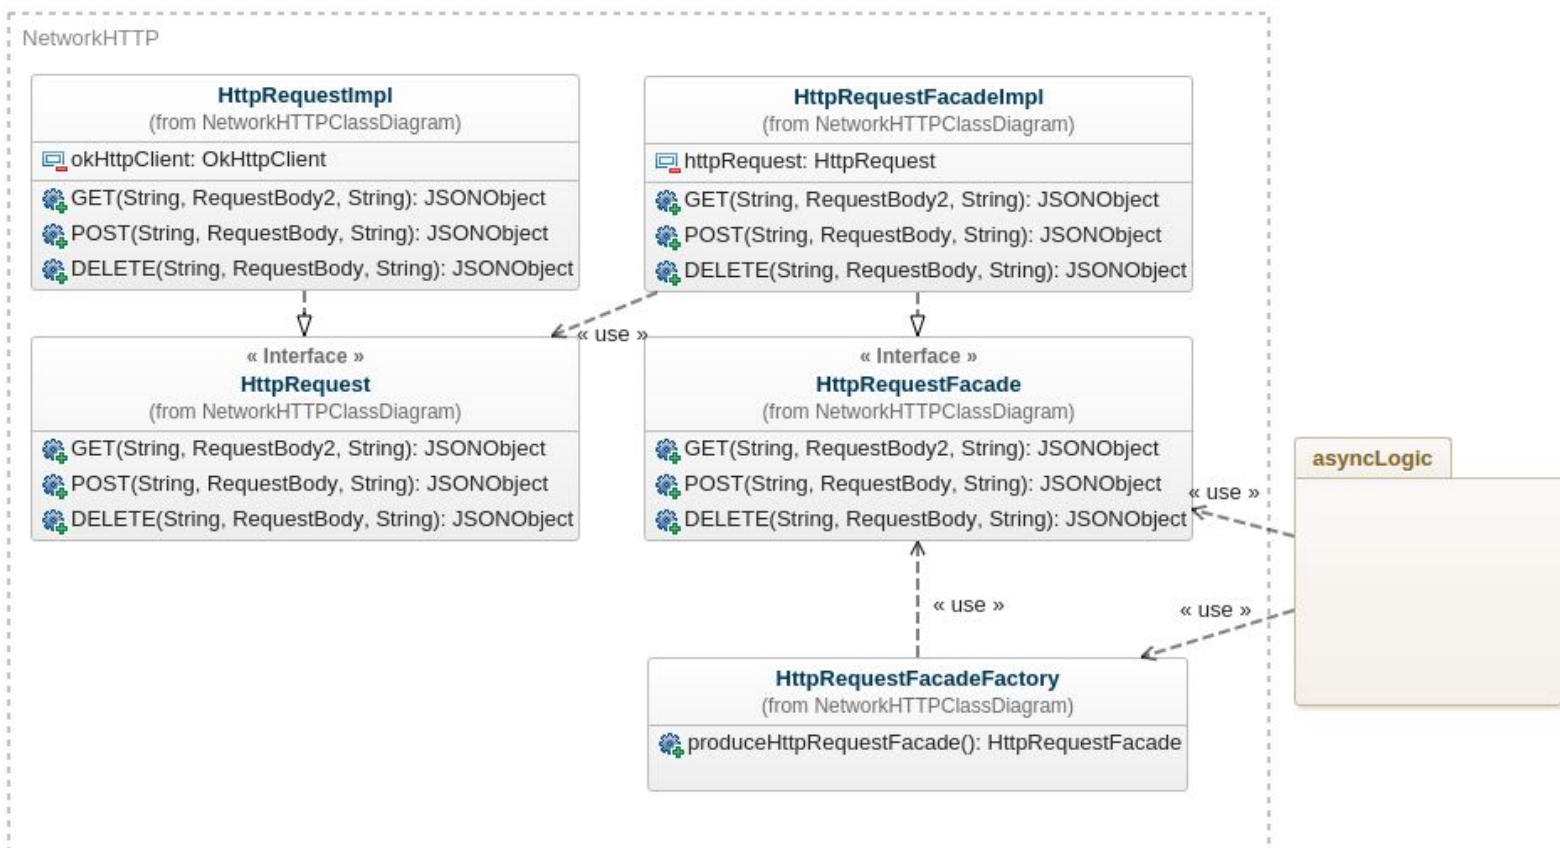 NetworkHTTP
HttpRequestImpl
(from NetworkHTTPClassDiagram)
okHttpClient: OkHttpClient
GET(String, RequestBody2, String): JSONObject
POST(String, RequestBody, String): JSONObject
DELETE(String, RequestBody, String): JSONObject
HttpRequestFacadeImpl
(from NetworkHTTPClassDiagram)
httpRequest: HttpRequest
GET(String, RequestBody2, String): JSONObject
POST(String, RequestBody, String): JSONObject
DELETE(String, RequestBody, String): JSONObject
« use »
« Interface »
HttpRequest
(from NetworkHTTPClassDiagram)
GET(String, RequestBody2, String): JSONObject
POST(String, RequestBody, String): JSONObject
DELETE(String, RequestBody, String): JSONObject
« Interface »
HttpRequestFacade
(from NetworkHTTPClassDiagram)
GET(String, RequestBody2, String): JSONObject
POST(String, RequestBody, String): JSONObject
DELETE(String, RequestBody, String): JSONObject
asyncLogic
« use »
« use »
« use »
HttpRequestFacadeFactory
(from NetworkHTTPClassDiagram)
produceHttpRequestFacade(): HttpRequestFacade